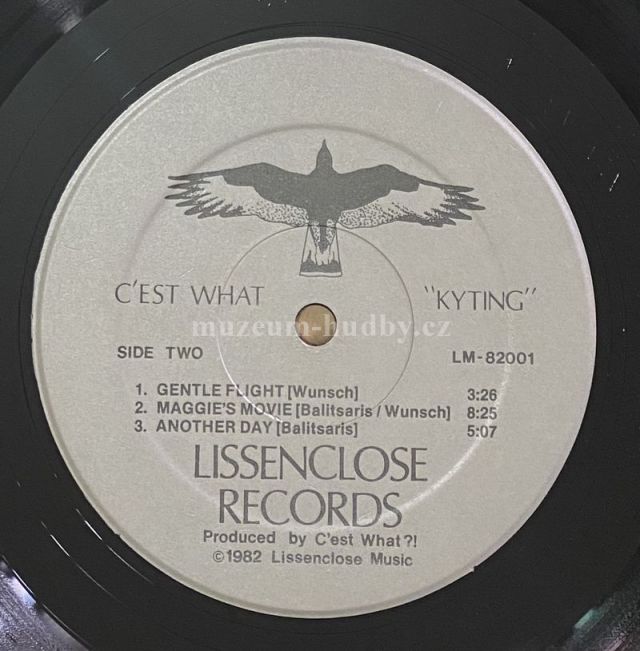 C'EST WHAT "KYTING"
muzeum-hudby.cz
SIDE TWO LM-82001
1. GENTLE FLIGHT [Wunsch] 3:26
2. MAGGIE'S MOVIE [Balitsaris / Wunsch] 8:25
3. ANOTHER DAY [Balitsaris] 5:07
LISSENCLOSE
RECORDS
Produced by C'est What?!
©1982 Lissenclose Music